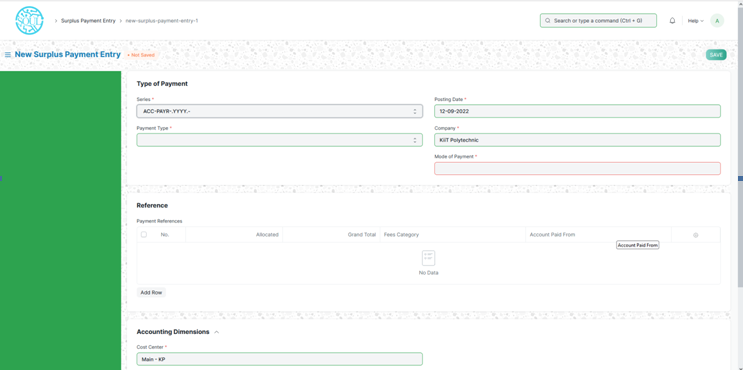 Surplus Payment Entry
new-surplus-payment-entry-1
Search or type a command (Ctrl + G)
Help
A
New Surplus Payment Entry
Not Saved
SAVE
Type of Payment
Series *
Posting Date *
ACC-PAYR-.YYYY.-
12-09-2022
Payment Type *
Company *
KIIT Polytechnic
Mode of Payment *
Reference
Payment References
No.
Allocated
Grand Total
Fees Category
Account Paid From
Account Paid From
No Data
Add Row
Accounting Dimensions
Cost Center *
Main - KP